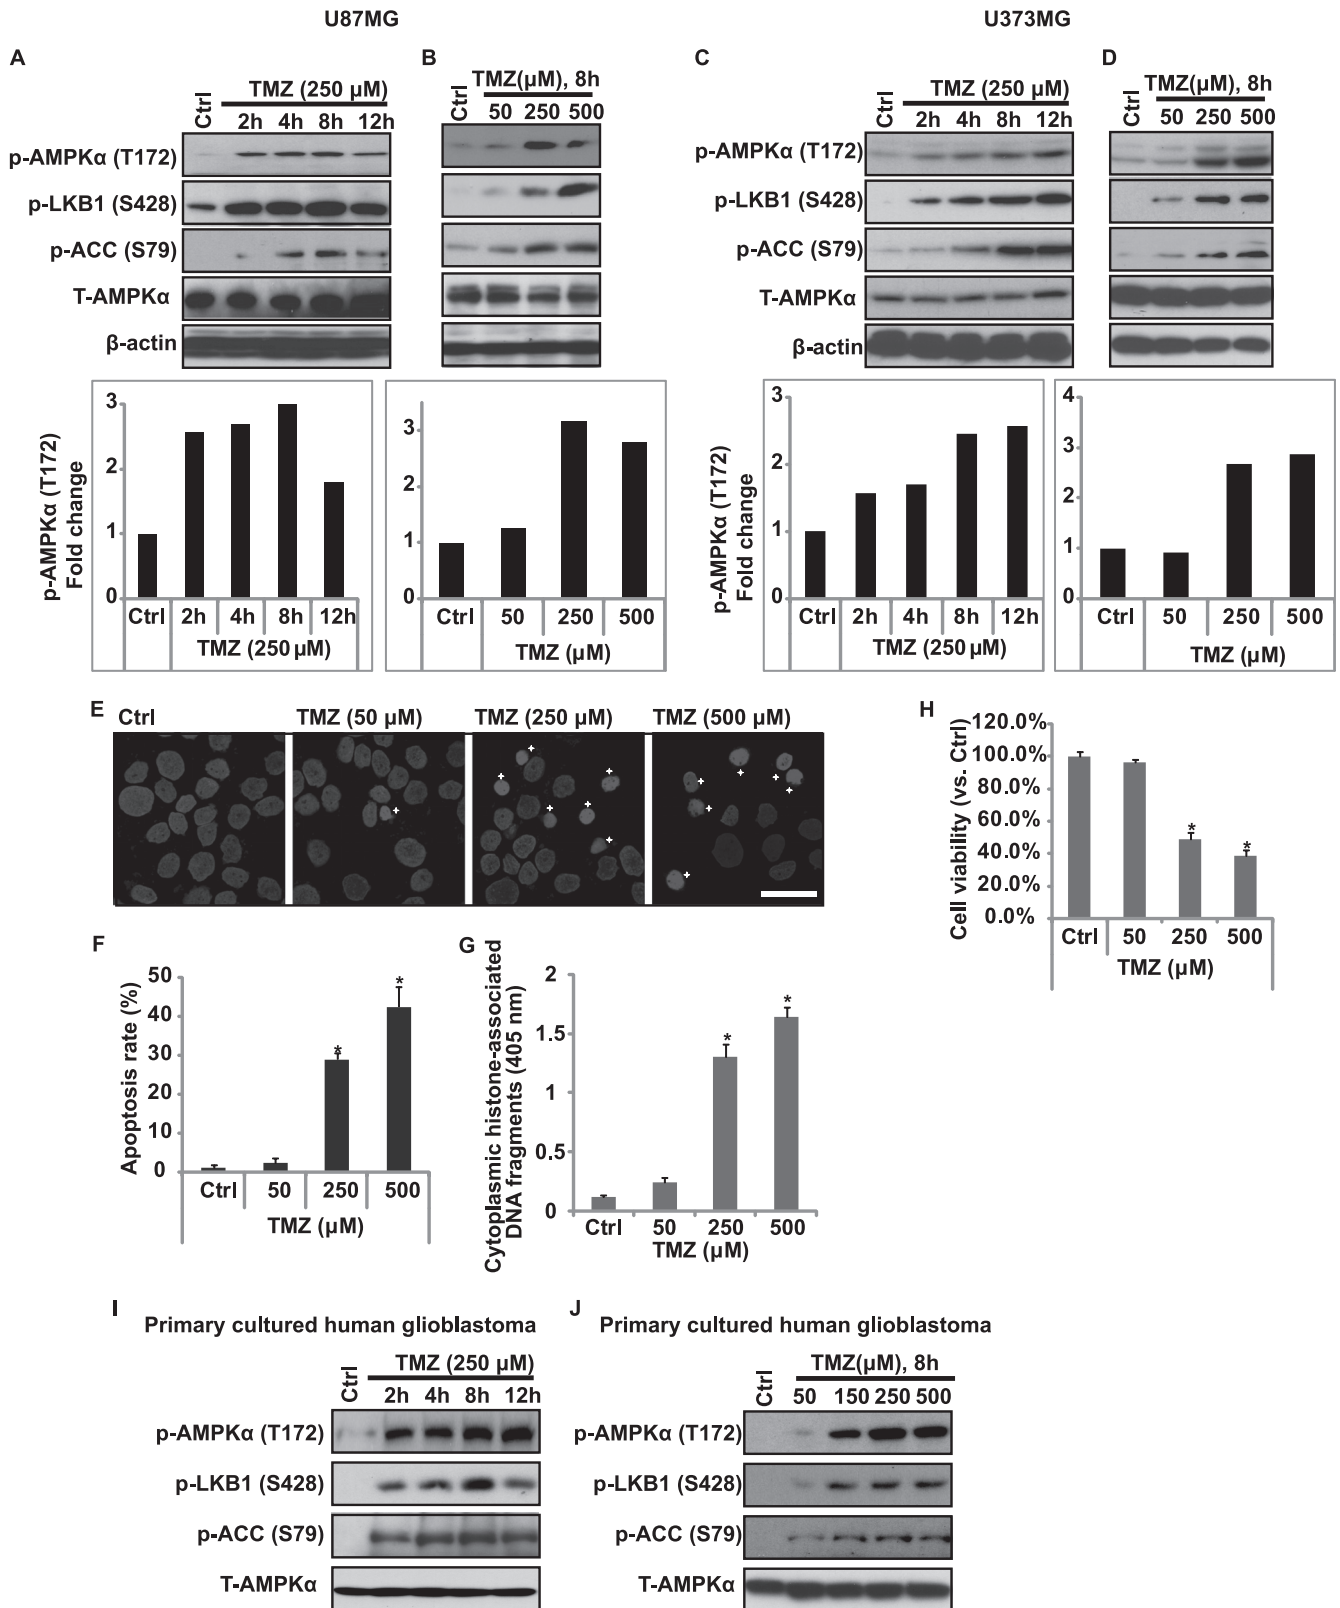 U87MG
U373MG
A
Ctrl
TMZ (250 µM)
2h 4h 8h 12h
p-AMPKα (T172)
p-LKB1 (S428)
p-ACC (S79)
T-AMPKα
β-actin
B
Ctrl
TMZ(µM), 8h
50 250 500
C
Ctrl
TMZ (250 µM)
2h 4h 8h 12h
p-AMPKα (T172)
p-LKB1 (S428)
p-ACC (S79)
T-AMPKα
β-actin
D
Ctrl
TMZ(µM), 8h
50 250 500
p-AMPKα (T172)
Fold change
3
2
1
0
Ctrl 2h 4h 8h 12h
TMZ (250 µM)
3
2
1
0
Ctrl 50 250 500
TMZ (µM)
p-AMPKα (T172)
Fold change
3
2
1
0
Ctrl 2h 4h 8h 12h
TMZ (250 µM)
4
3
2
1
0
Ctrl 50 250 500
TMZ (µM)
E
Ctrl TMZ (50 µM) TMZ (250 µM) TMZ (500 µM)
H
Cell viability (vs. Ctrl)
120.0%
100.0%
80.0%
60.0%
40.0%
20.0%
0.0%
* *
Ctrl 50 250 500
TMZ (µM)
F
Apoptosis rate (%)
50
40
30
20
10
0
* *
Ctrl 50 250 500
TMZ (µM)
G
Cytoplasmic histone-associated
DNA fragments (405 nm)
2
1.5
1
0.5
0
* *
Ctrl 50 250 500
TMZ (µM)
I
Primary cultured human glioblastoma
Ctrl
TMZ (250 µM)
2h 4h 8h 12h
p-AMPKα (T172)
p-LKB1 (S428)
p-ACC (S79)
T-AMPKα
J
Primary cultured human glioblastoma
Ctrl
TMZ(µM), 8h
50 150 250 500
p-AMPKα (T172)
p-LKB1 (S428)
p-ACC (S79)
T-AMPKα